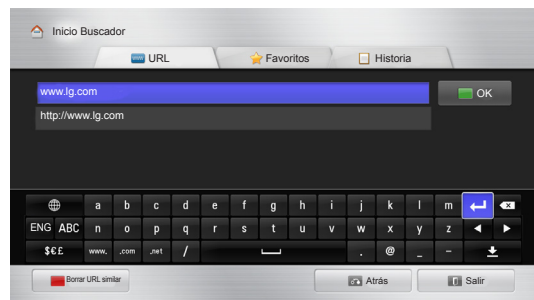 Inicio Buscador
www URL
Favoritos
Historia
www.lg.com
OK
http://www.lg.com
a b c d e f g h i j k l m
ENG ABC n o p q r s t u v w x y z
$€£ www. .com .net / . @ _ -
Borrar URL similar
Atrás
Salir